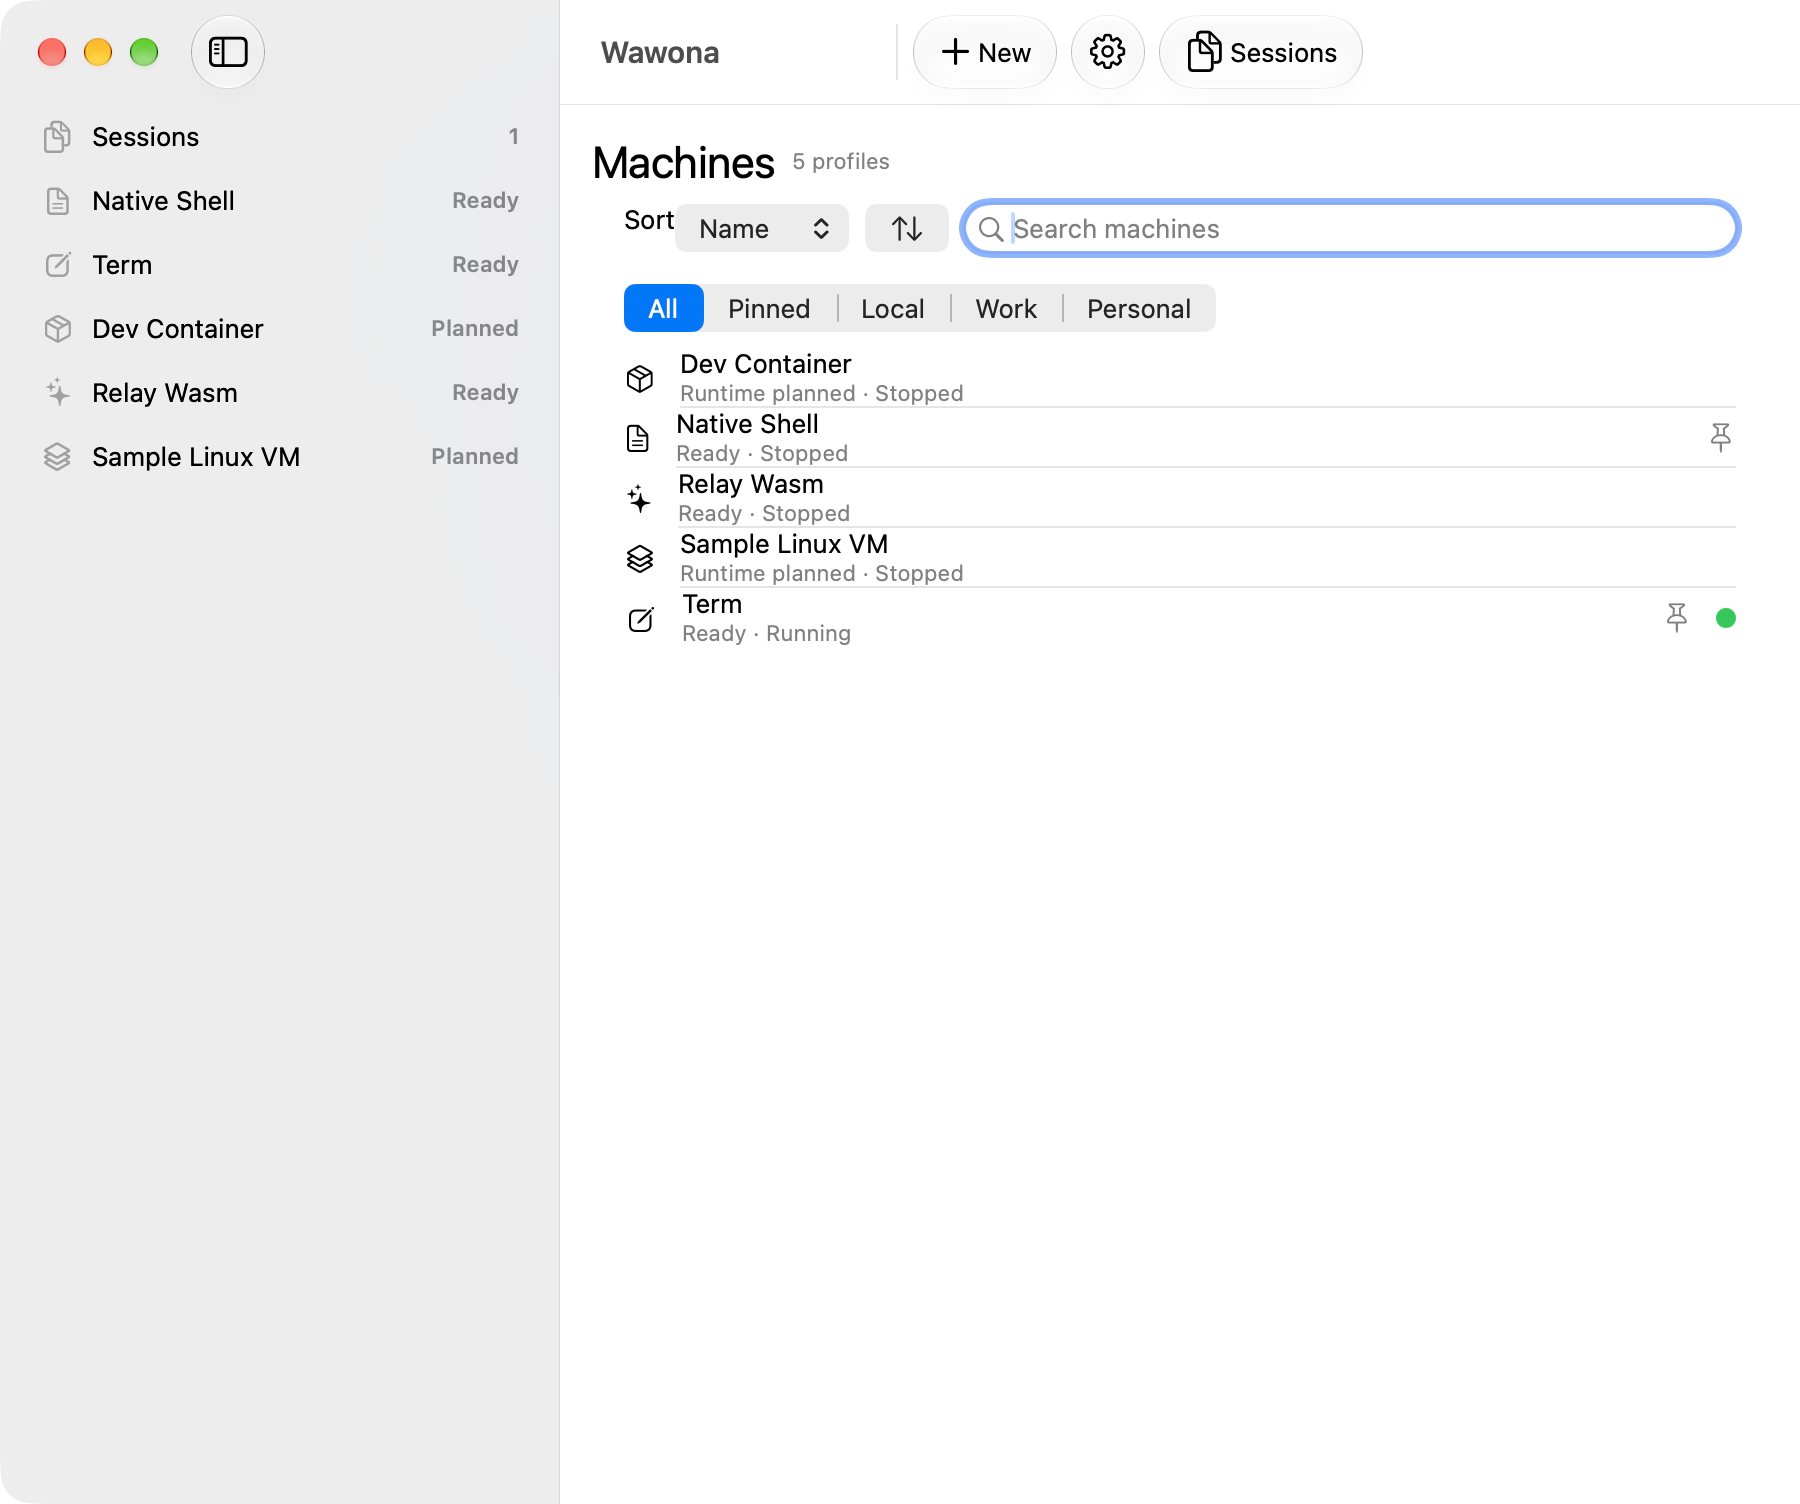 Sessions 1
Native Shell Ready
Term Ready
Dev Container Planned
Relay Wasm Ready
Sample Linux VM Planned
Wawona
New
Sessions
Machines 5 profiles
Sort Name Search machines
All Pinned Local Work Personal
Dev Container
Runtime planned · Stopped
Native Shell
Ready · Stopped
Relay Wasm
Ready · Stopped
Sample Linux VM
Runtime planned · Stopped
Term
Ready · Running